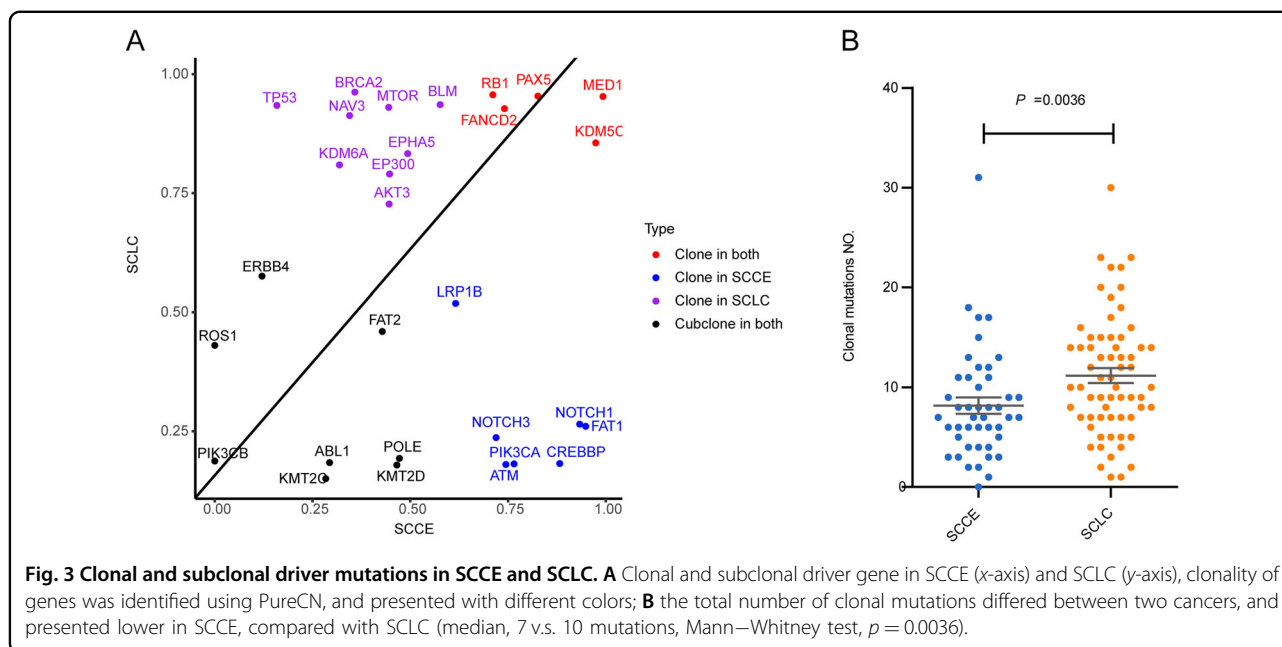 A
B
1.00
0.75
0.50
0.25
SCLC
0.00
0.25
0.50
0.75
1.00
SCCE
TP53
BRCA2
NAV3
MTOR
BLM
KDM6A
EPHA5
EP300
AKT3
RB1
PAX5
FANCD2
MED1
KDM5C
ERBB4
ROS1
PIK3CB
FAT2
LRP1B
ABL1
KMT2C
POLE
KMT2D
NOTCH3
PIK3CA
ATM
NOTCH1
FAT1
CREBBP
Type
Clone in both
Clone in SCCE
Clone in SCLC
Cubclone in both
P =0.0036
40
30
20
10
0
Clonal mutations NO.
SCCE
SCLC
Fig. 3 Clonal and subclonal driver mutations in SCCE and SCLC. A Clonal and subclonal driver gene in SCCE (x-axis) and SCLC (y-axis), clonality of
genes was identified using PureCN, and presented with different colors; B the total number of clonal mutations differed between two cancers, and
presented lower in SCCE, compared with SCLC (median, 7 v.s. 10 mutations, Mann−Whitney test, p = 0.0036).